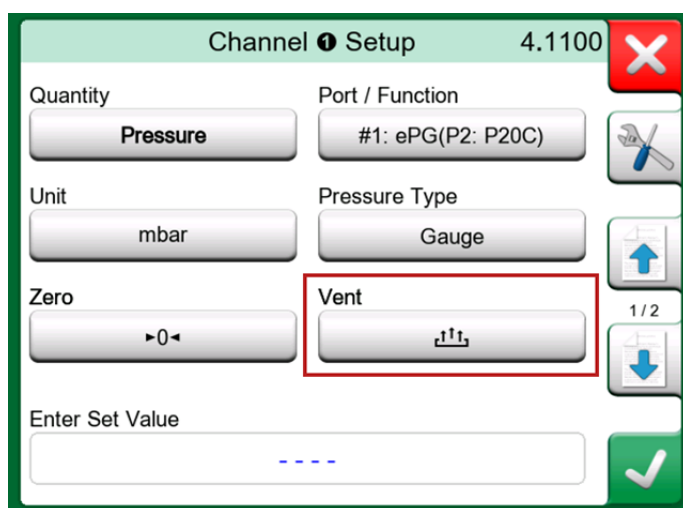 Channel ❶ Setup 4.1100
Quantity Port / Function
Pressure #1: ePG(P2: P20C)
Unit Pressure Type
mbar Gauge
Zero Vent
►0◄
1 / 2
Enter Set Value
- - - -